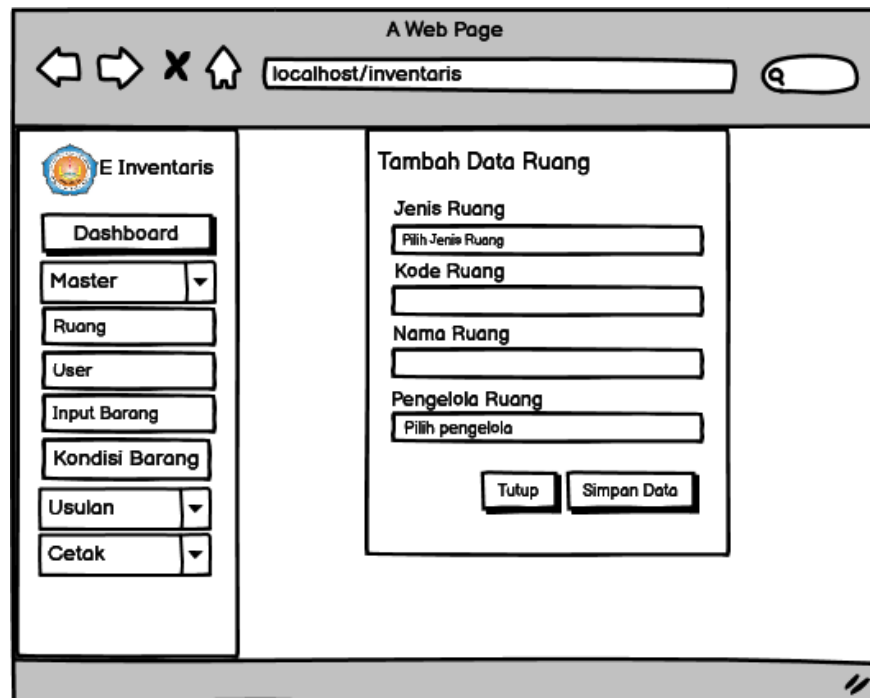 A Web Page
localhost/inventaris
E Inventaris
Dashboard
Master
Ruang
User
Input Barang
Kondisi Barang
Usulan
Cetak
Tambah Data Ruang
Jenis Ruang
Pilih Jenis Ruang
Kode Ruang
Nama Ruang
Pengelola Ruang
Pilih pengelola
Tutup
Simpan Data